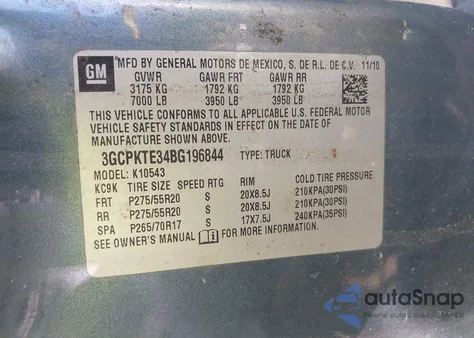 GM
MFD BY GENERAL MOTORS DE MEXICO, S. DE R.L. DE C.V. 11/10
GVWR GAWR FRT GAWR RR
3175 KG 1792 KG 1792 KG
7000 LB 3950 LB 3950 LB
THIS VEHICLE CONFORMS TO ALL APPLICABLE U.S. FEDERAL MOTOR
VEHICLE SAFETY STANDARDS IN EFFECT ON THE DATE OF
MANUFACTURE SHOWN ABOVE.
3GCPKTE34BG196844 TYPE: TRUCK
MODEL: K10543
KC9K TIRE SIZE SPEED RTG RIM COLD TIRE PRESSURE
FRT P275/55R20 S 20X8.5J 210KPA(30PSI)
RR P275/55R20 S 20X8.5J 210KPA(30PSI)
SPA P265/70R17 S 17X7.5J 240KPA(35PSI)
SEE OWNER'S MANUAL FOR MORE INFORMATION.
autoSnap